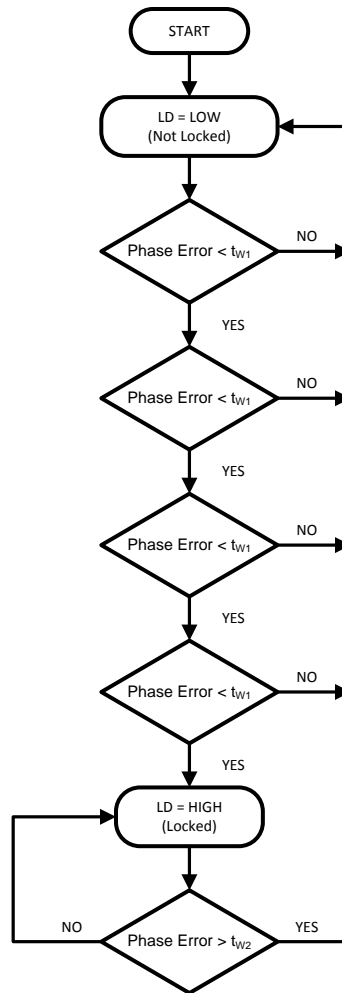 START
LD = LOW
(Not Locked)
Phase Error < tW1
NO
YES
Phase Error < tW1
NO
YES
Phase Error < tW1
NO
YES
Phase Error < tW1
NO
YES
LD = HIGH
(Locked)
NO
Phase Error > tW2
YES